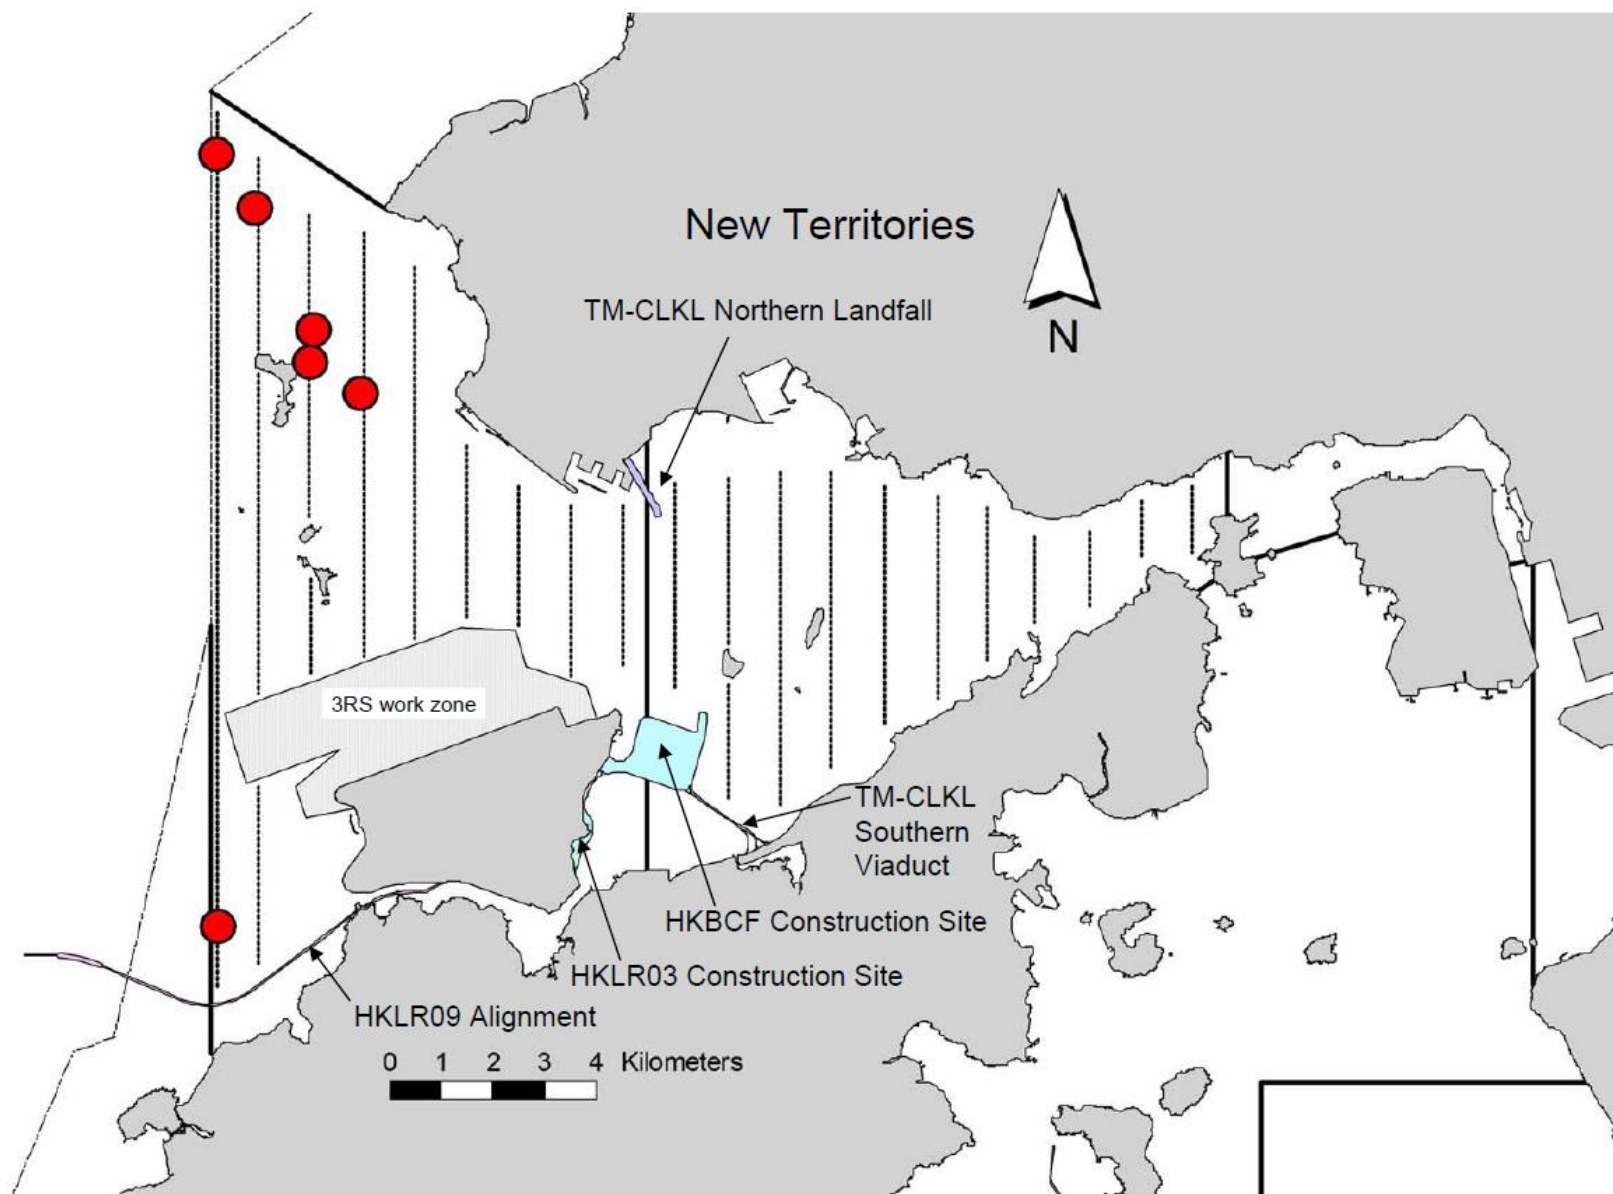 New Territories
TM-CLKL Northern Landfall
N
3RS work zone
TM-CLKL
Southern
Viaduct
HKBCF Construction Site
HKLR03 Construction Site
HKLR09 Alignment
0 1 2 3 4 Kilometers